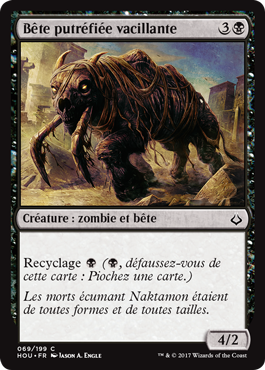 Bête putréfiée vacillante 3
Créature : zombie et bête
Recyclage (, défaussez-vous de
cette carte : Piochez une carte.)
Les morts écumant Naktamon étaient
de toutes formes et de toutes tailles.
4/2
069/199 C
HOU • FR Jason A. Engle
™ & © 2017 Wizards of the Coast